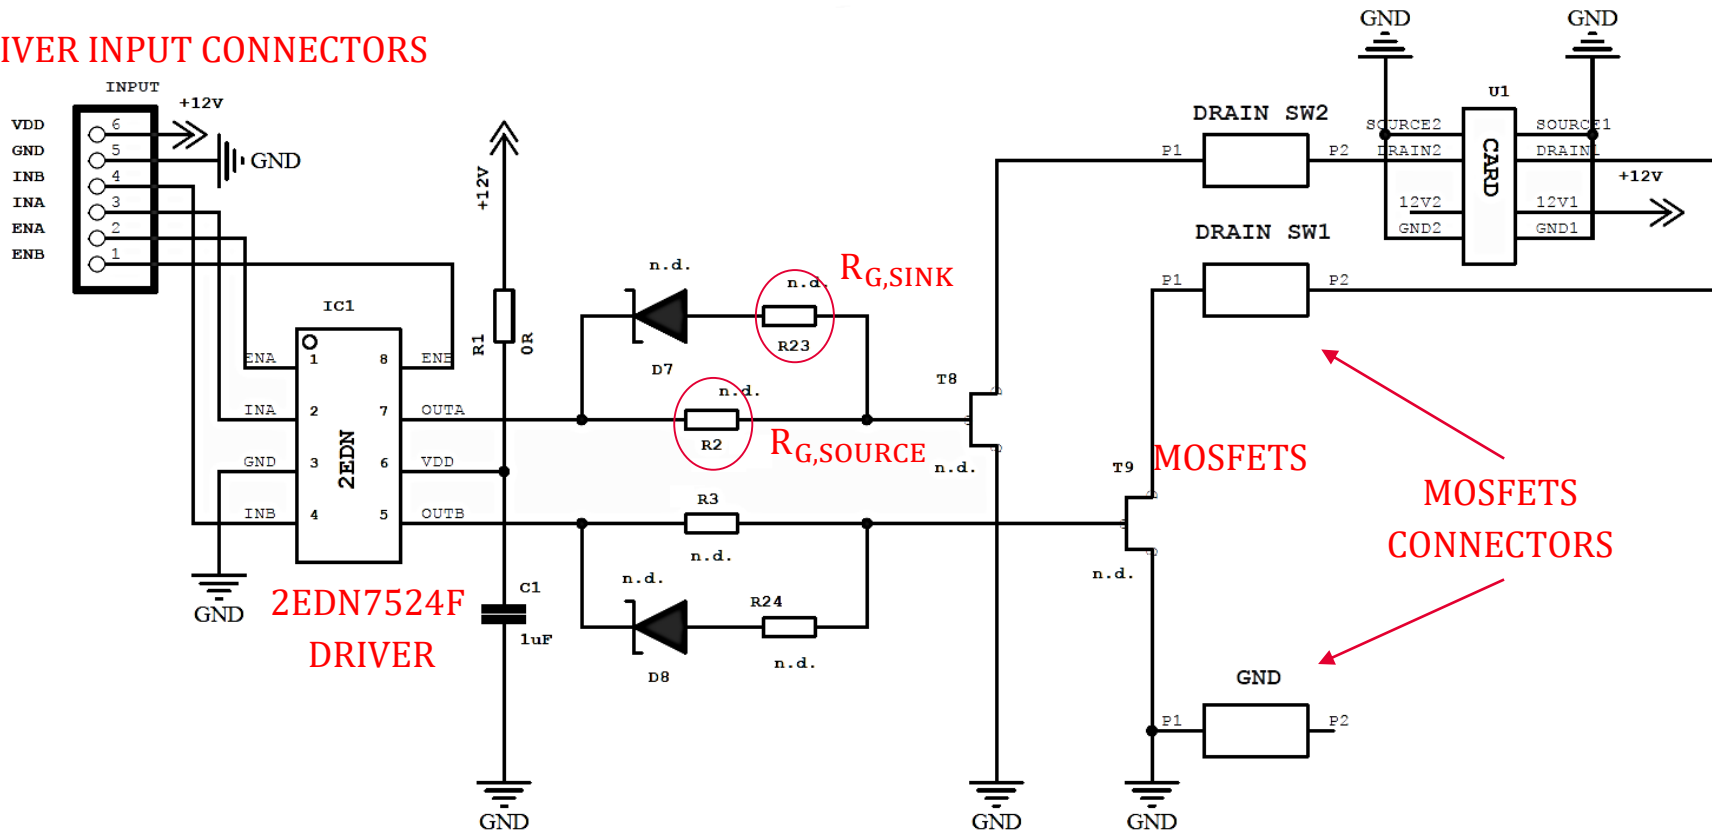 IVER INPUT CONNECTORS
INPUT
VDD 6 +12V
GND 5 GND
INB 4
INA 3
ENA 2
ENB 1
IC1
ENA 1 8 ENB
INA 2 7 OUTA
GND 3 6 VDD
INB 4 5 OUTB
2EDN
GND
2EDN7524F
DRIVER
+12V
R1
0R
C1
1uF
GND
n.d.
D7
n.d.
R23
RG,SINK
n.d.
R2
RG,SOURCE
R3
n.d.
n.d.
D8
R24
n.d.
T8
n.d.
GND
T9
n.d.
MOSFETS
GND
DRAIN SW2
P1 P2
DRAIN SW1
P1 P2
GND
P1 P2
GND GND
U1
CARD
SOURCE2 SOURCE1
DRAIN2 DRAIN1
+12V
12V2 12V1
GND2 GND1
MOSFETS
CONNECTORS